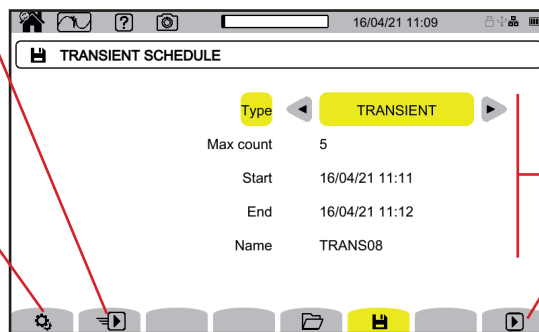 ? 16/04/21 11:09
TRANSIENT SCHEDULE
Type TRANSIENT
Max count 5
Start 16/04/21 11:11
End 16/04/21 11:12
Name TRANS08